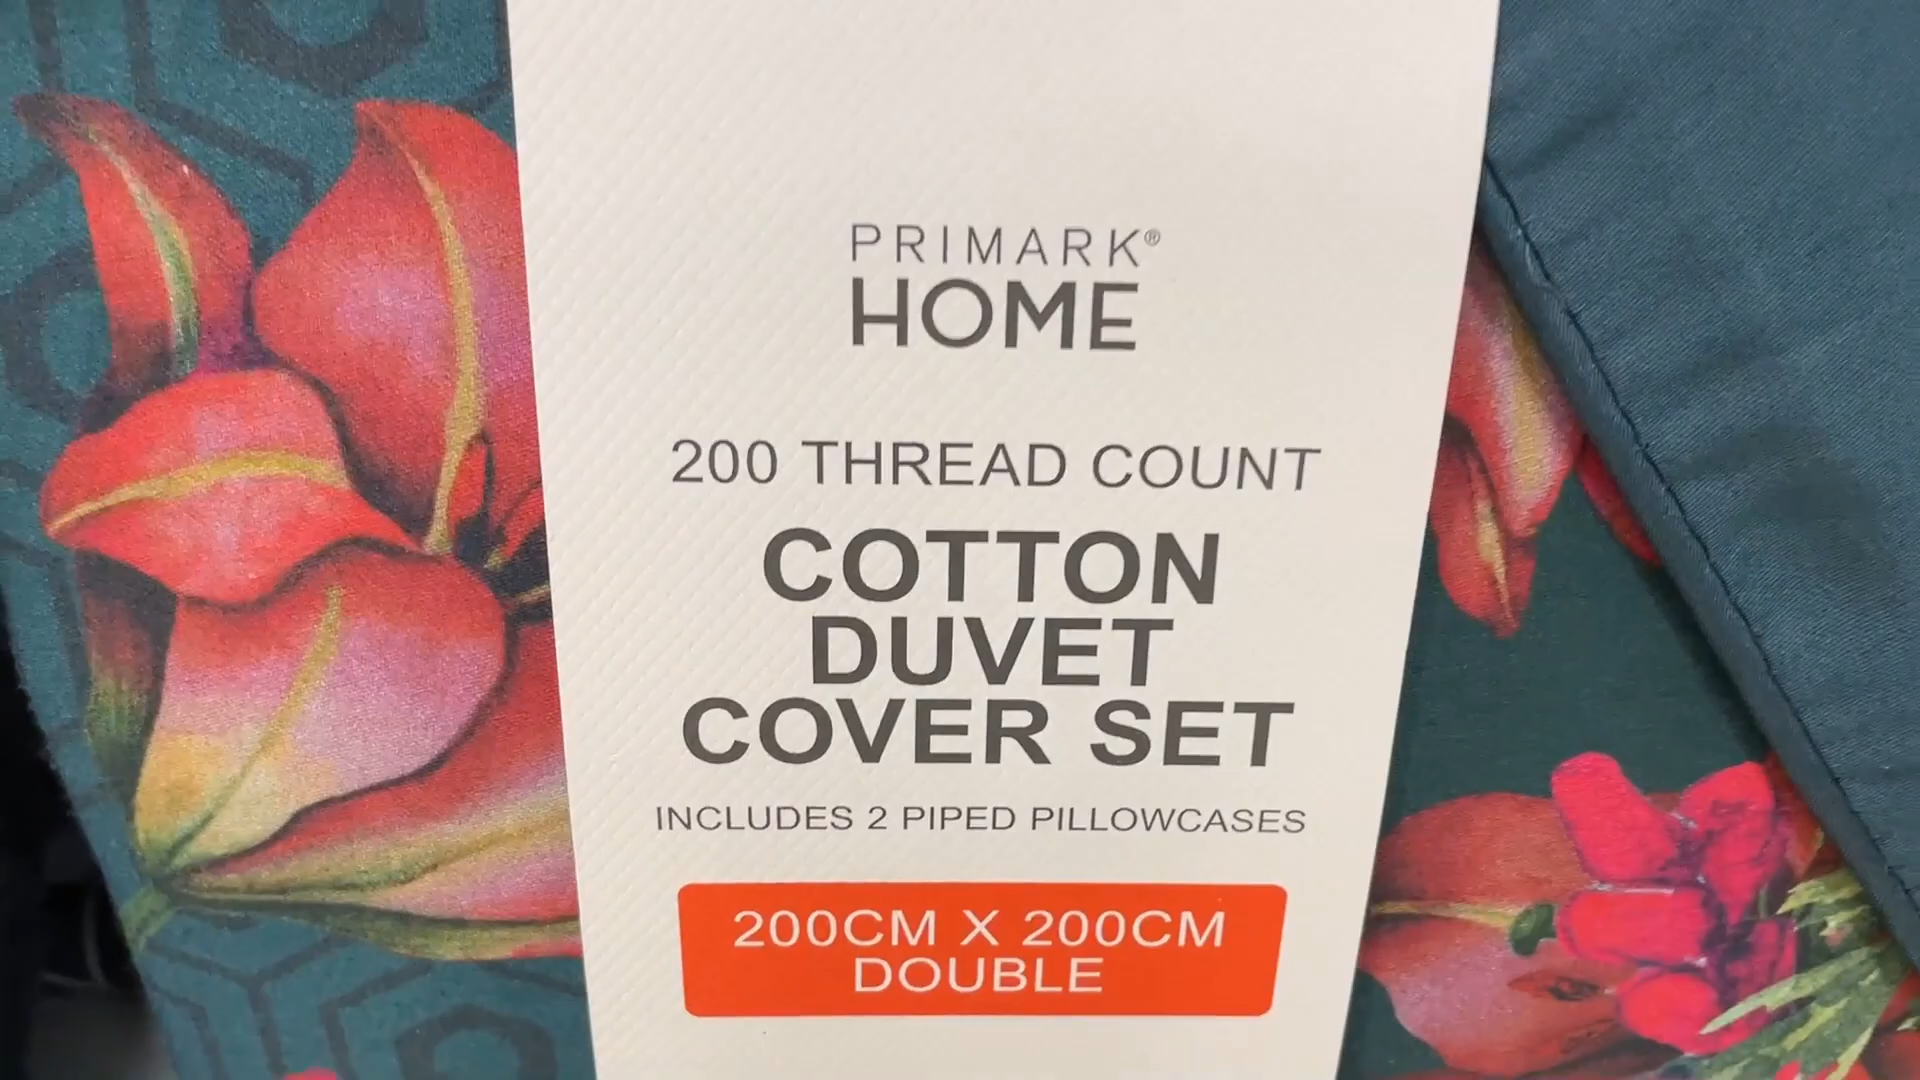 PRIMARK®
HOME
200 THREAD COUNT
COTTON
DUVET
COVER SET
INCLUDES 2 PIPED PILLOWCASES
200CM X 200CM
DOUBLE